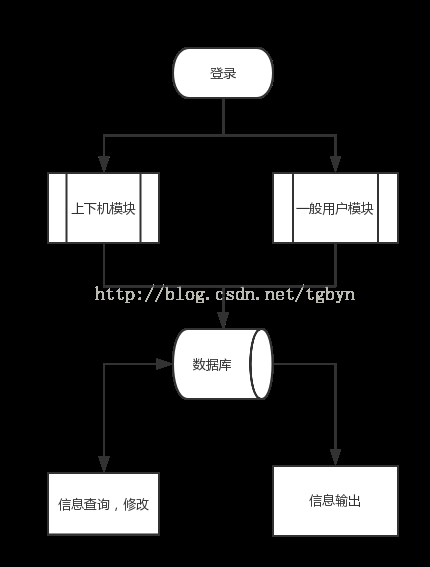 登录
上下机模块
一般用户模块
http://blog.csdn.net/tgbyn
数据库
信息查询，修改
信息输出